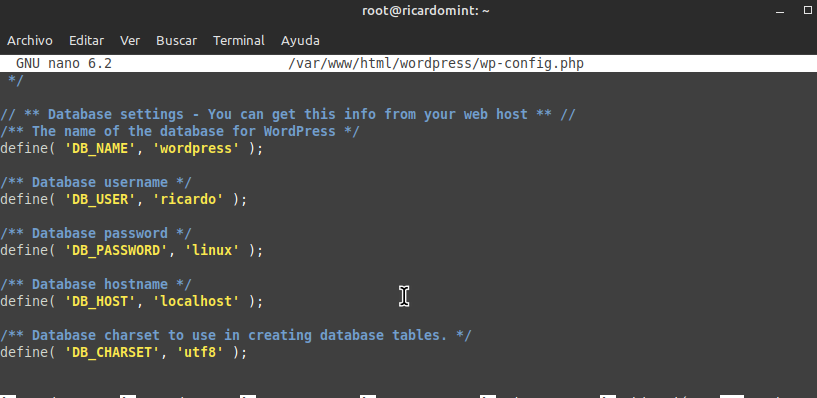 root@ricardomint: ~
Archivo Editar Ver Buscar Terminal Ayuda
GNU nano 6.2 /var/www/html/wordpress/wp-config.php
*/
// ** Database settings - You can get this info from your web host ** //
/** The name of the database for WordPress */
define( 'DB_NAME', 'wordpress' );
/** Database username */
define( 'DB_USER', 'ricardo' );
/** Database password */
define( 'DB_PASSWORD', 'linux' );
/** Database hostname */
define( 'DB_HOST', 'localhost' );
/** Database charset to use in creating database tables. */
define( 'DB_CHARSET', 'utf8' );